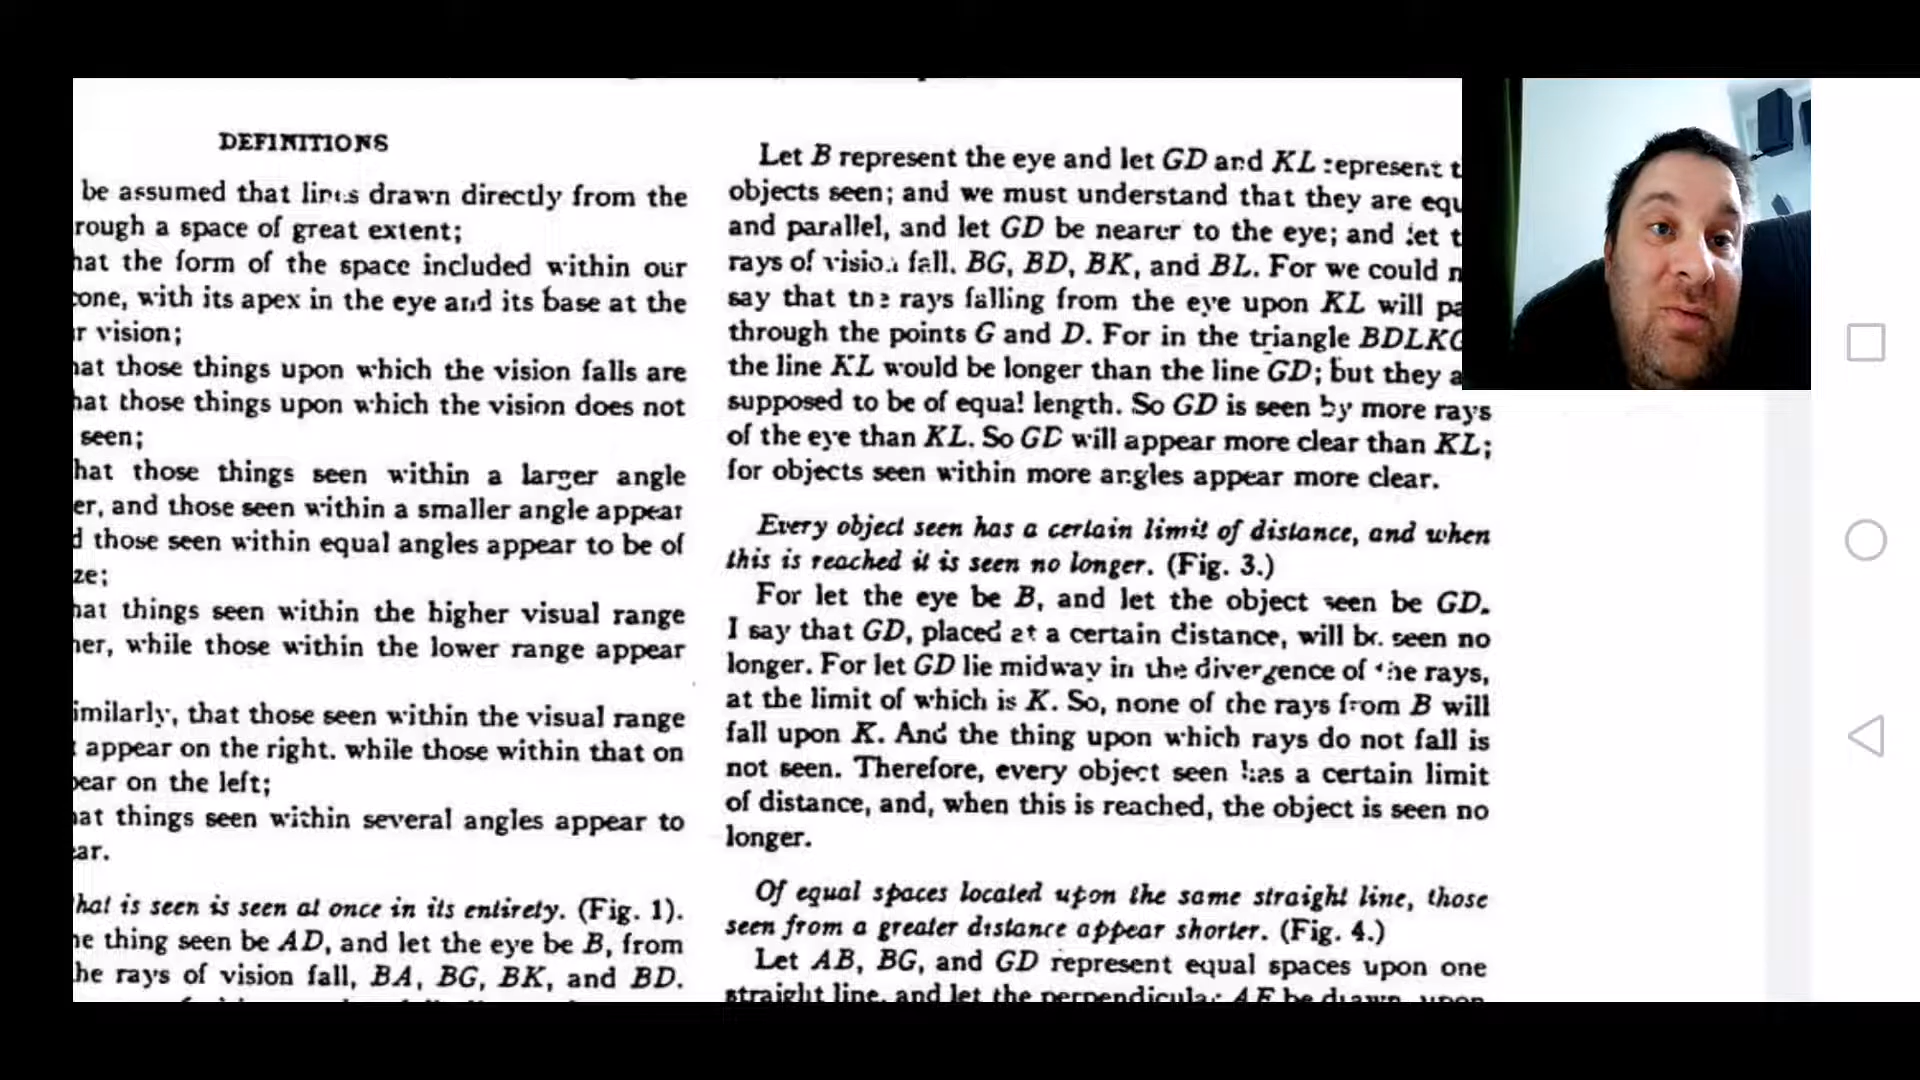 DEFINITIONS
be assumed that lines drawn directly from the
rough a space of great extent;
hat the form of the space included within our
cone, with its apex in the eye and its base at the
r vision;
hat those things upon which the vision falls are
hat those things upon which the vision does not
seen;
hat those things seen within a larger angle
er, and those seen within a smaller angle appear
d those seen within equal angles appear to be of
ze;
hat things seen within the higher visual range
her, while those within the lower range appear
imilarly, that those seen within the visual range
appear on the right, while those within that on
pear on the left;
hat things seen within several angles appear to
ear.
hat is seen is seen at once in its entirety. (Fig. 1).
he thing seen be AD, and let the eye be B, from
he rays of vision fall, BA, BG, BK, and BD.
Let B represent the eye and let GD and KL represent t
objects seen; and we must understand that they are equ
and parallel, and let GD be nearer to the eye; and let t
rays of vision fall, BG, BD, BK, and BL. For we could n
say that the rays falling from the eye upon KL will pa
through the points G and D. For in the triangle BDLKG
the line KL would be longer than the line GD; but they a
supposed to be of equal length. So GD is seen by more rays
of the eye than KL. So GD will appear more clear than KL;
for objects seen within more angles appear more clear.
Every object seen has a certain limit of distance, and when
this is reached it is seen no longer. (Fig. 3.)
For let the eye be B, and let the object seen be GD.
I say that GD, placed at a certain distance, will be seen no
longer. For let GD lie midway in the divergence of the rays,
at the limit of which is K. So, none of the rays from B will
fall upon K. And the thing upon which rays do not fall is
not seen. Therefore, every object seen has a certain limit
of distance, and, when this is reached, the object is seen no
longer.
Of equal spaces located upon the same straight line, those
seen from a greater distance appear shorter. (Fig. 4.)
Let AB, BG, and GD represent equal spaces upon one
straight line, and let the perpendicular AE be drawn, upon